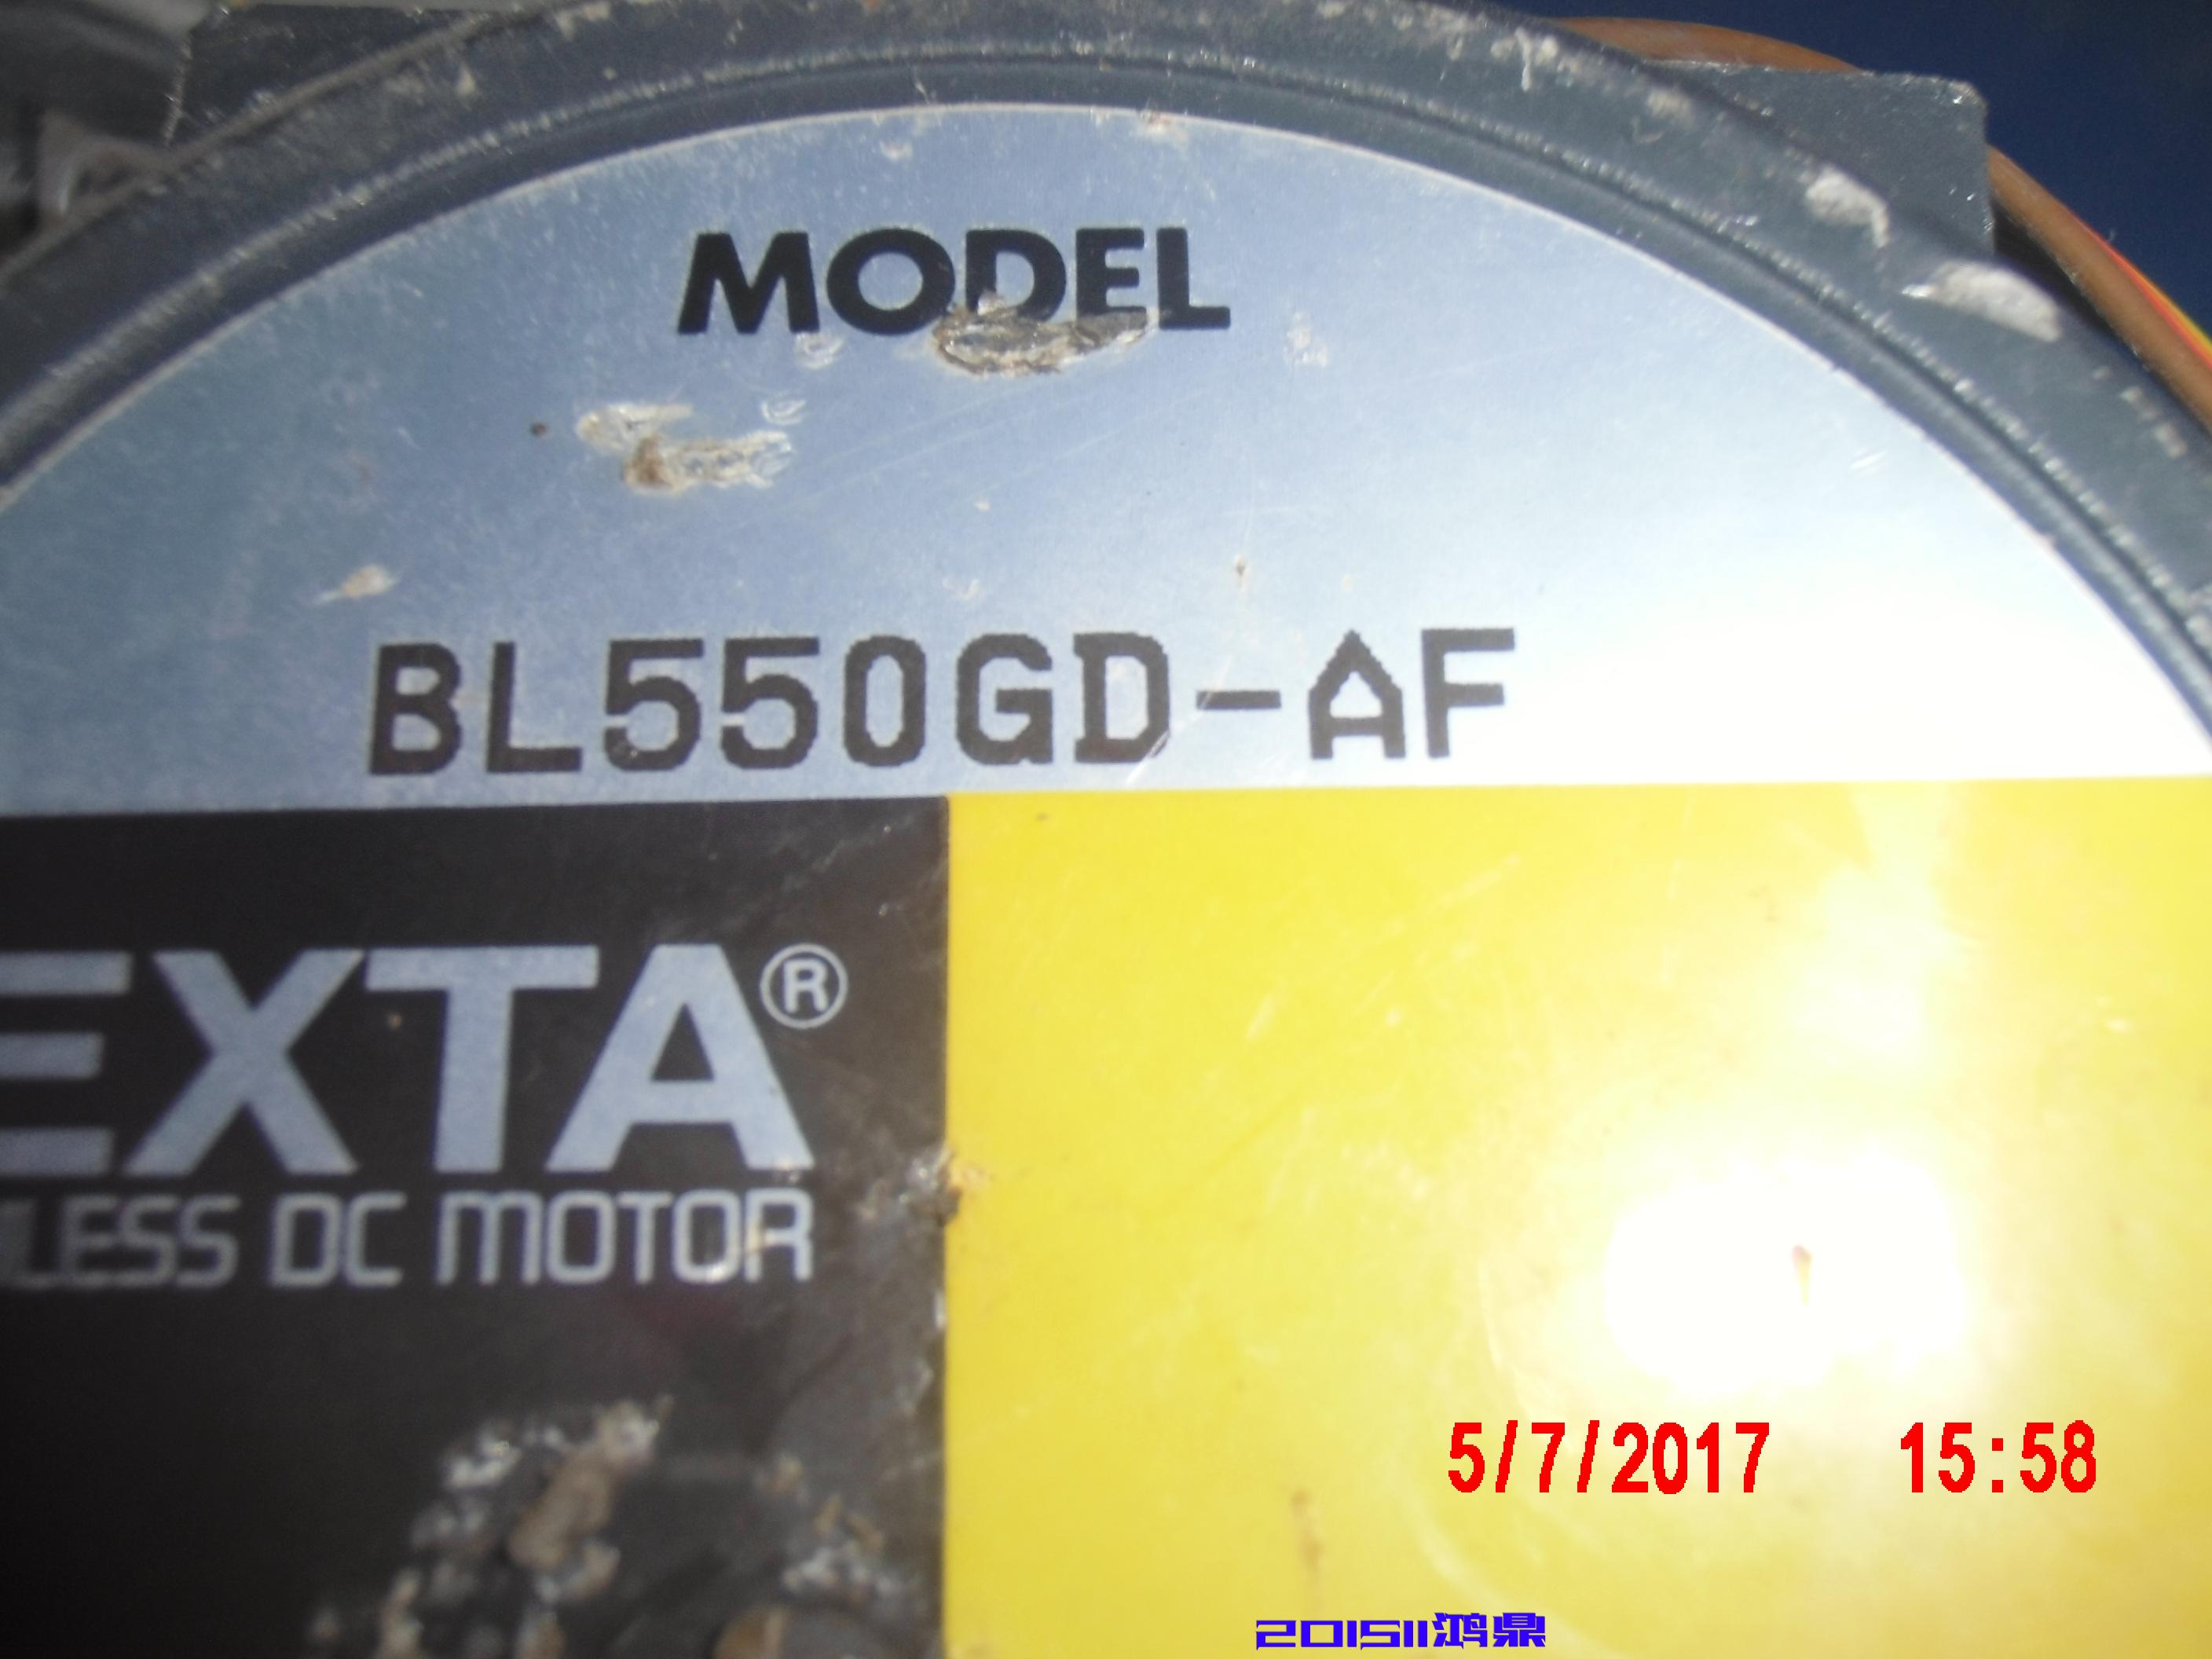 MODEL
BL550GD-AF
EXTA®
LESS DC MOTOR
5/7/2017 15:58
201511鸿鼎